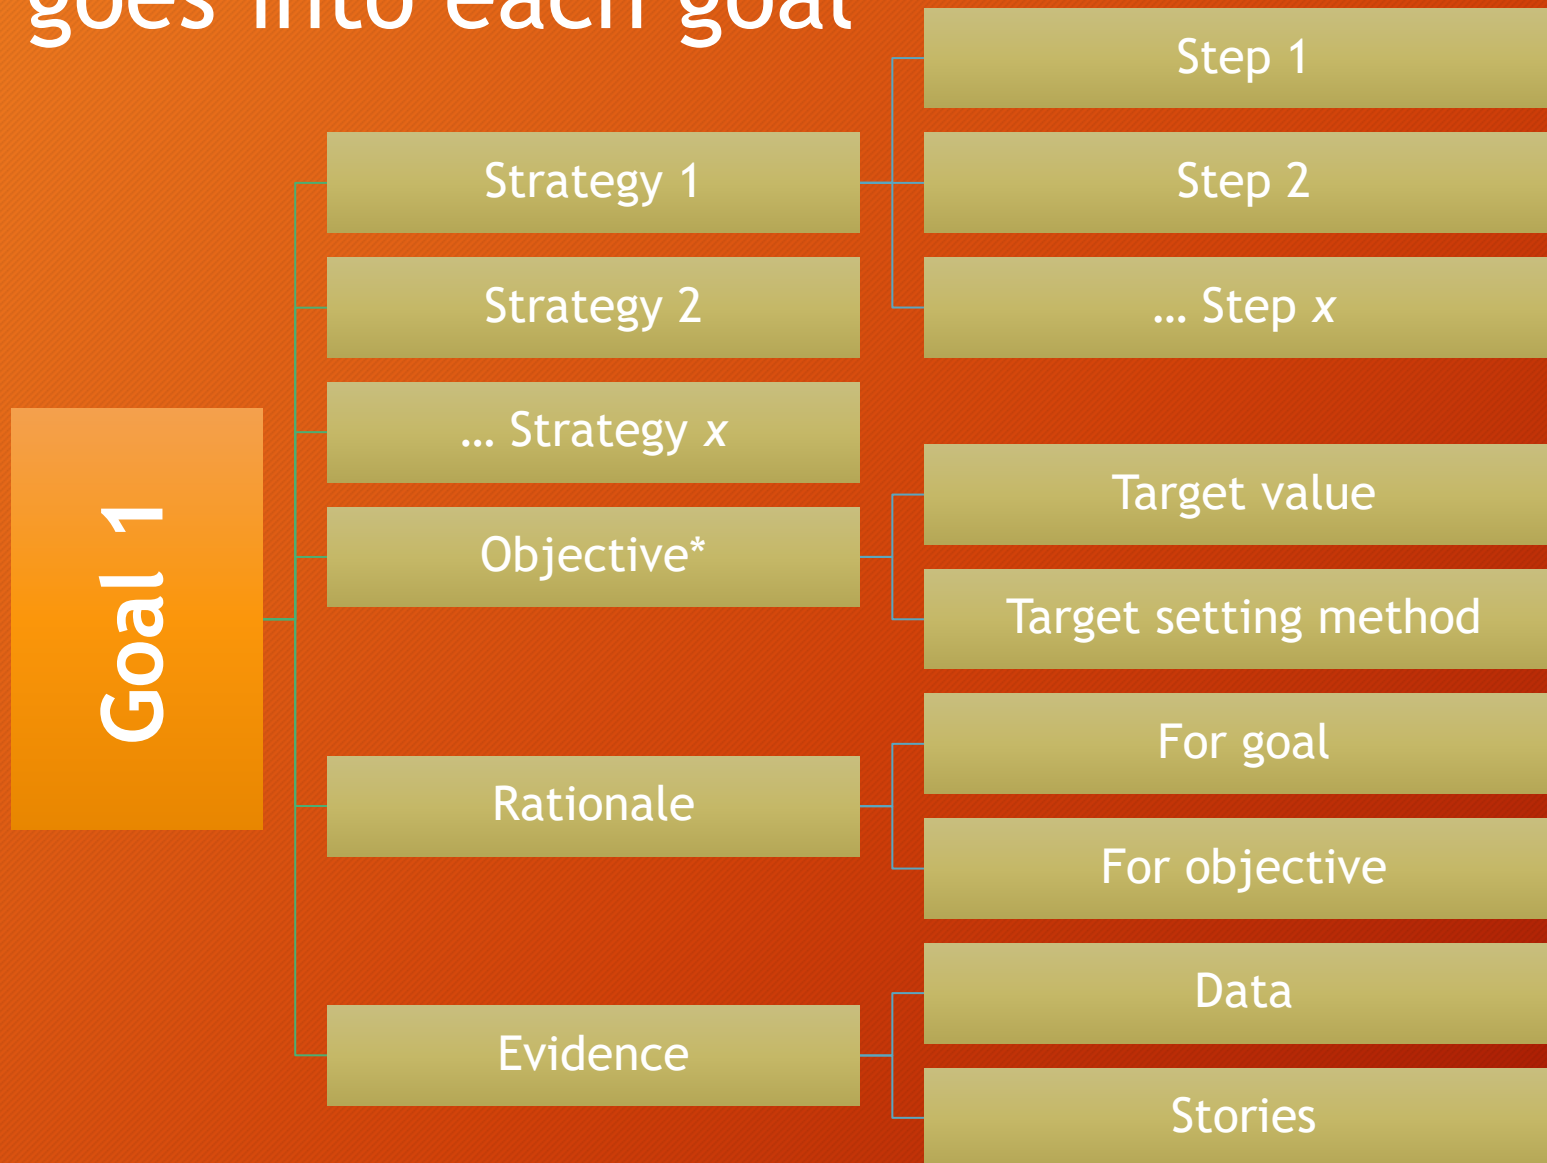 goes into each goal
Goal 1
Strategy 1
Strategy 2
... Strategy x
Objective*
Rationale
Evidence
Step 1
Step 2
... Step x
Target value
Target setting method
For goal
For objective
Data
Stories